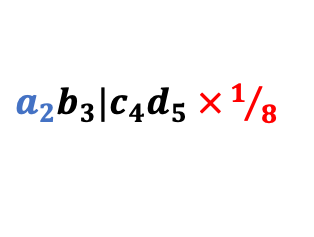 a₂b₃|c₄d₅ × ¹/₈